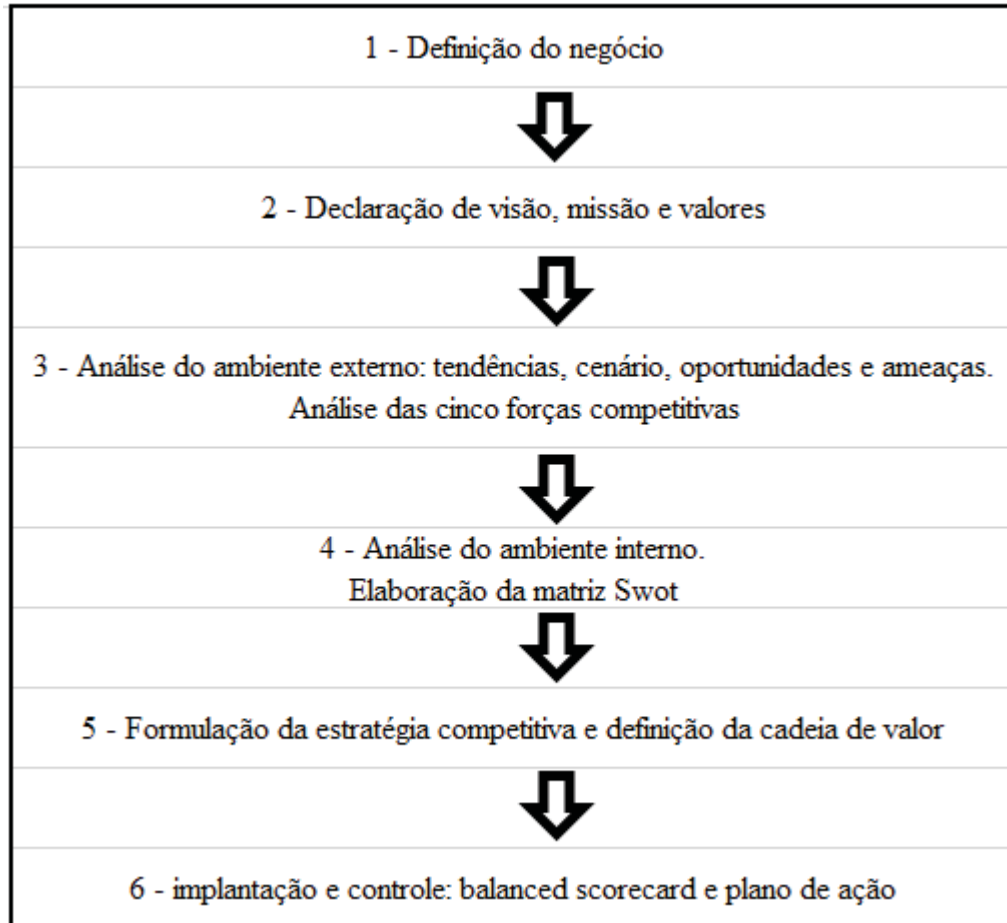 1 - Definição do negócio
2 - Declaração de visão, missão e valores
3 - Análise do ambiente externo: tendências, cenário, oportunidades e ameaças.
Análise das cinco forças competitivas
4 - Análise do ambiente interno.
Elaboração da matriz Swot
5 - Formulação da estratégia competitiva e definição da cadeia de valor
6 - implantação e controle: balanced scorecard e plano de ação